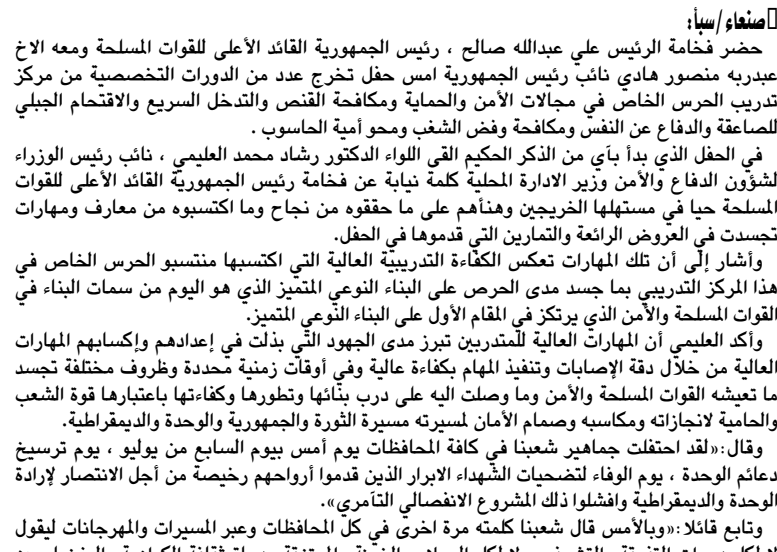 صنعاء/سبأ:
حضر فخامة الرئيس علي عبدالله صالح ، رئيس الجمهورية القائد الأعلى للقوات المسلحة ومعه الاخ
عبدربه منصور هادي نائب رئيس الجمهورية امس حفل تخرج عدد من الدورات التخصصية من مركز
تدريب الحرس الخاص في مجالات الأمن والحماية ومكافحة القنص والتدخل السريع والاقتحام الجبلي
للصاعقة والدفاع عن النفس ومكافحة وفض الشغب ومحو أمية الحاسوب .
في الحفل الذي بدأ بآي من الذكر الحكيم القى اللواء الدكتور رشاد محمد العليمي ، نائب رئيس الوزراء
لشؤون الدفاع والأمن وزير الادارة المحلية كلمة نيابة عن فخامة رئيس الجمهورية القائد الأعلى للقوات
المسلحة حيا في مستهلها الخريجين وهنأهم على ما حققوه من نجاح وما اكتسبوه من معارف ومهارات
تجسدت في العروض الرائعة والتمارين التي قدموها في الحفل.
وأشار إلى أن تلك المهارات تعكس الكفاءة التدريبية العالية التي اكتسبها منتسبو الحرس الخاص في
هذا المركز التدريبي بما جسد مدى الحرص على البناء النوعي المتميز الذي هو اليوم من سمات البناء في
القوات المسلحة والأمن الذي يرتكز في المقام الأول على البناء النوعي المتميز.
وأكد العليمي أن المهارات العالية للمتدربين تبرز مدى الجهود التي بذلت في إعدادهم وإكسابهم المهارات
العالية من خلال دقة الإصابات وتنفيذ المهام بكفاءة عالية وفي أوقات زمنية محددة وظروف مختلفة تجسد
ما تعيشه القوات المسلحة والأمن وما وصلت اليه على درب بنائها وتطورها وكفاءتها باعتبارها قوة الشعب
والحامية لانجازاته ومكاسبه وصمام الأمان لمسيرته مسيرة الثورة والجمهورية والوحدة والديمقراطية.
وقال:«لقد احتفلت جماهير شعبنا في كافة المحافظات يوم أمس بيوم السابع من يوليو ، يوم ترسيخ
دعائم الوحدة ، يوم الوفاء لتضحيات الشهداء الابرار الذين قدموا أرواحهم رخيصة من أجل الانتصار لإرادة
الوحدة والديمقراطية وافشلوا ذلك المشروع الانفصالي التآمري».
وتابع قائلا:«وبالأمس قال شعبنا كلمته مرة اخرى في كل المحافظات وعبر المسيرات والمهرجانات ليقول